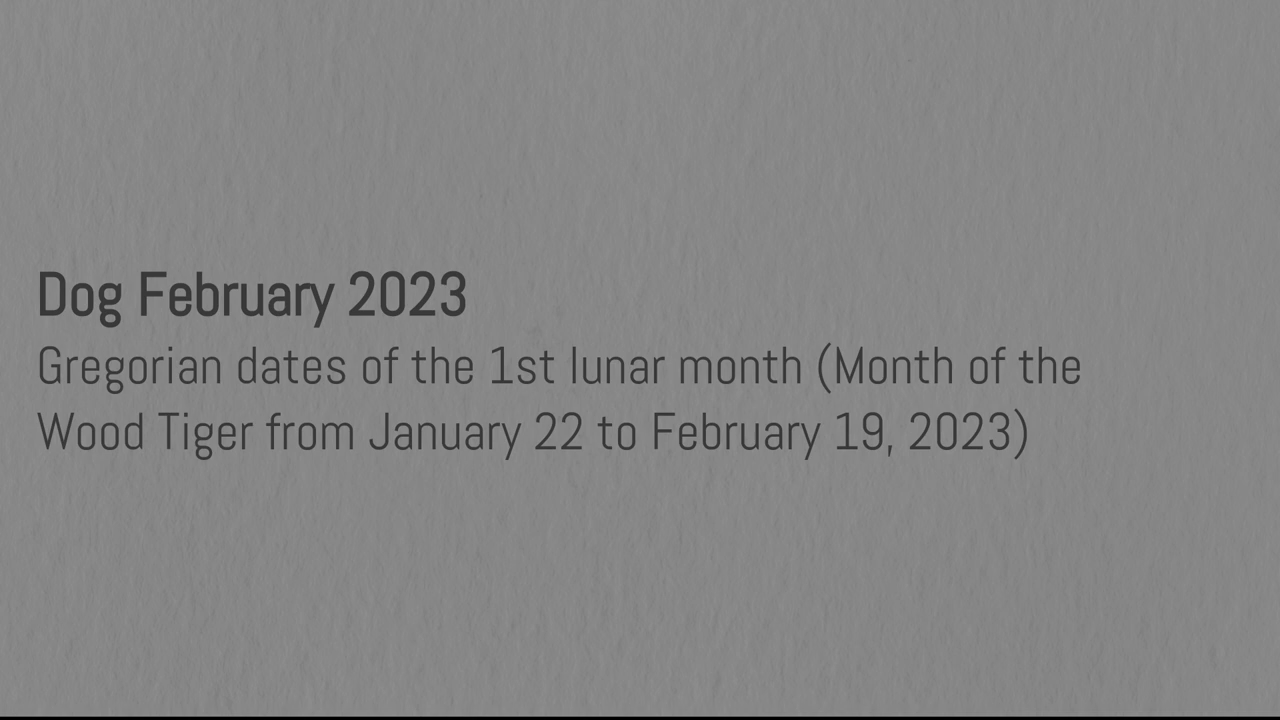 Dog February 2023
Gregorian dates of the 1st lunar month (Month of the
Wood Tiger from January 22 to February 19, 2023)